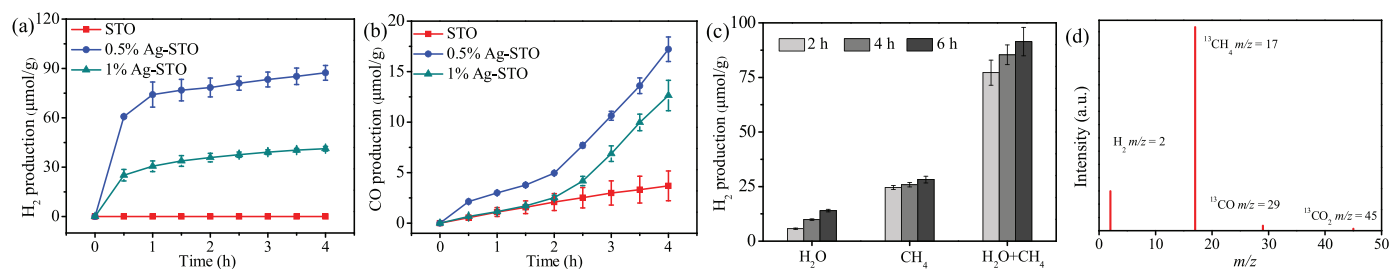 (a)
STO
0.5% Ag-STO
1% Ag-STO
H₂ production (μmol/g)
120
90
60
30
0
0 1 2 3 4
Time (h)
(b)
STO
0.5% Ag-STO
1% Ag-STO
CO production (μmol/g)
20
15
10
5
0
0 1 2 3 4
Time (h)
(c)
2 h 4 h 6 h
H₂ production (μmol/g)
100
75
50
25
0
H₂O CH₄ H₂O+CH₄
(d)
¹³CH₄ m/z = 17
H₂ m/z = 2
¹³CO m/z = 29
¹³CO₂ m/z = 45
Intensity (a.u.)
0 10 20 30 40 50
m/z